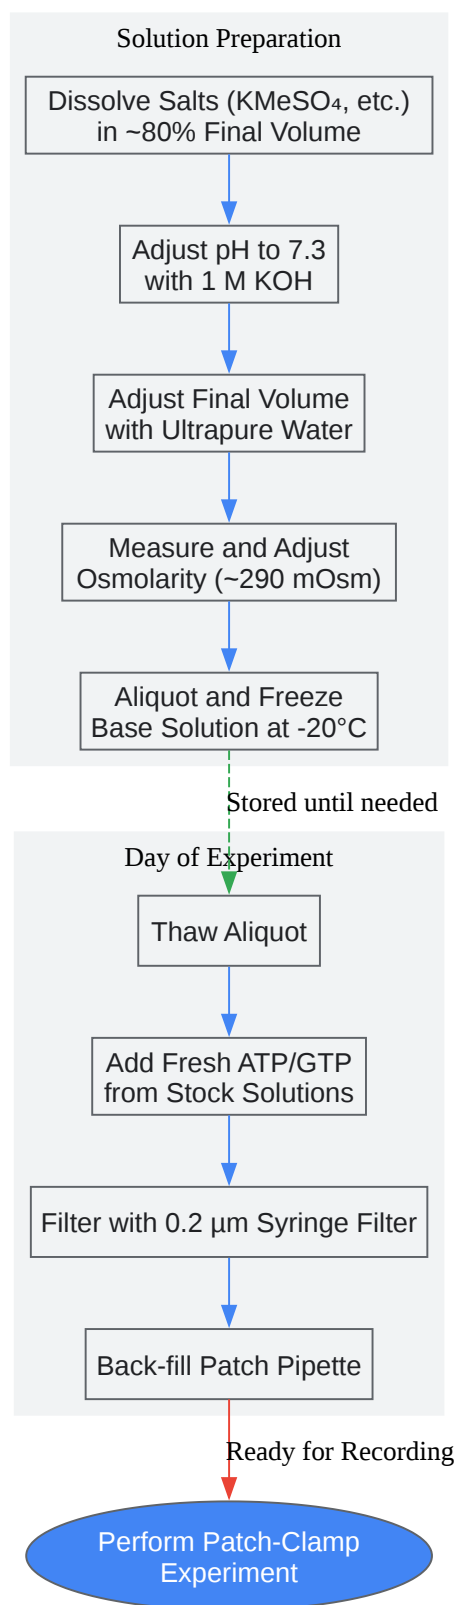 Solution Preparation
Dissolve Salts (KMeSO₄, etc.)
in ~80% Final Volume
Adjust pH to 7.3
with 1 M KOH
Adjust Final Volume
with Ultrapure Water
Measure and Adjust
Osmolarity (~290 mOsm)
Aliquot and Freeze
Base Solution at -20°C
Stored until needed
Day of Experiment
Thaw Aliquot
Add Fresh ATP/GTP
from Stock Solutions
Filter with 0.2 µm Syringe Filter
Back-fill Patch Pipette
Ready for Recording
Perform Patch-Clamp
Experiment